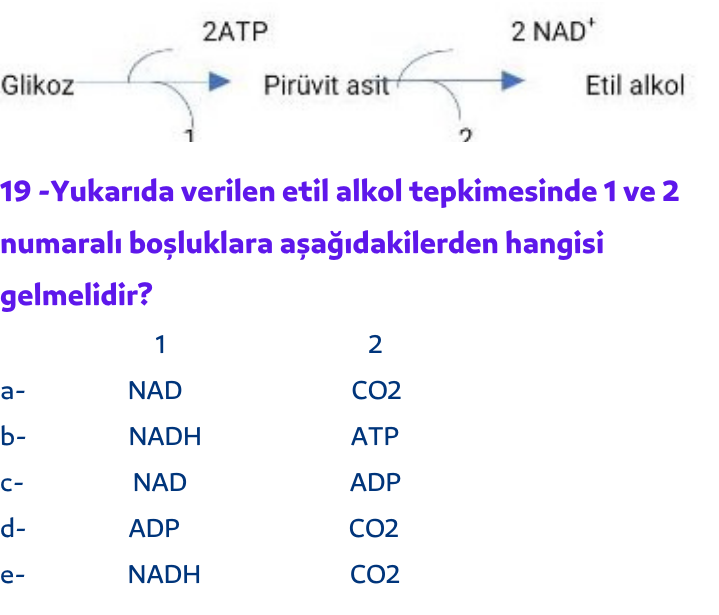 2ATP 2 NAD⁺
Glikoz Pirüvit asit Etil alkol
1 2
19 -Yukarıda verilen etil alkol tepkimesinde 1 ve 2
numaralı boşluklara aşağıdakilerden hangisi
gelmelidir?
1 2
a- NAD CO2
b- NADH ATP
c- NAD ADP
d- ADP CO2
e- NADH CO2